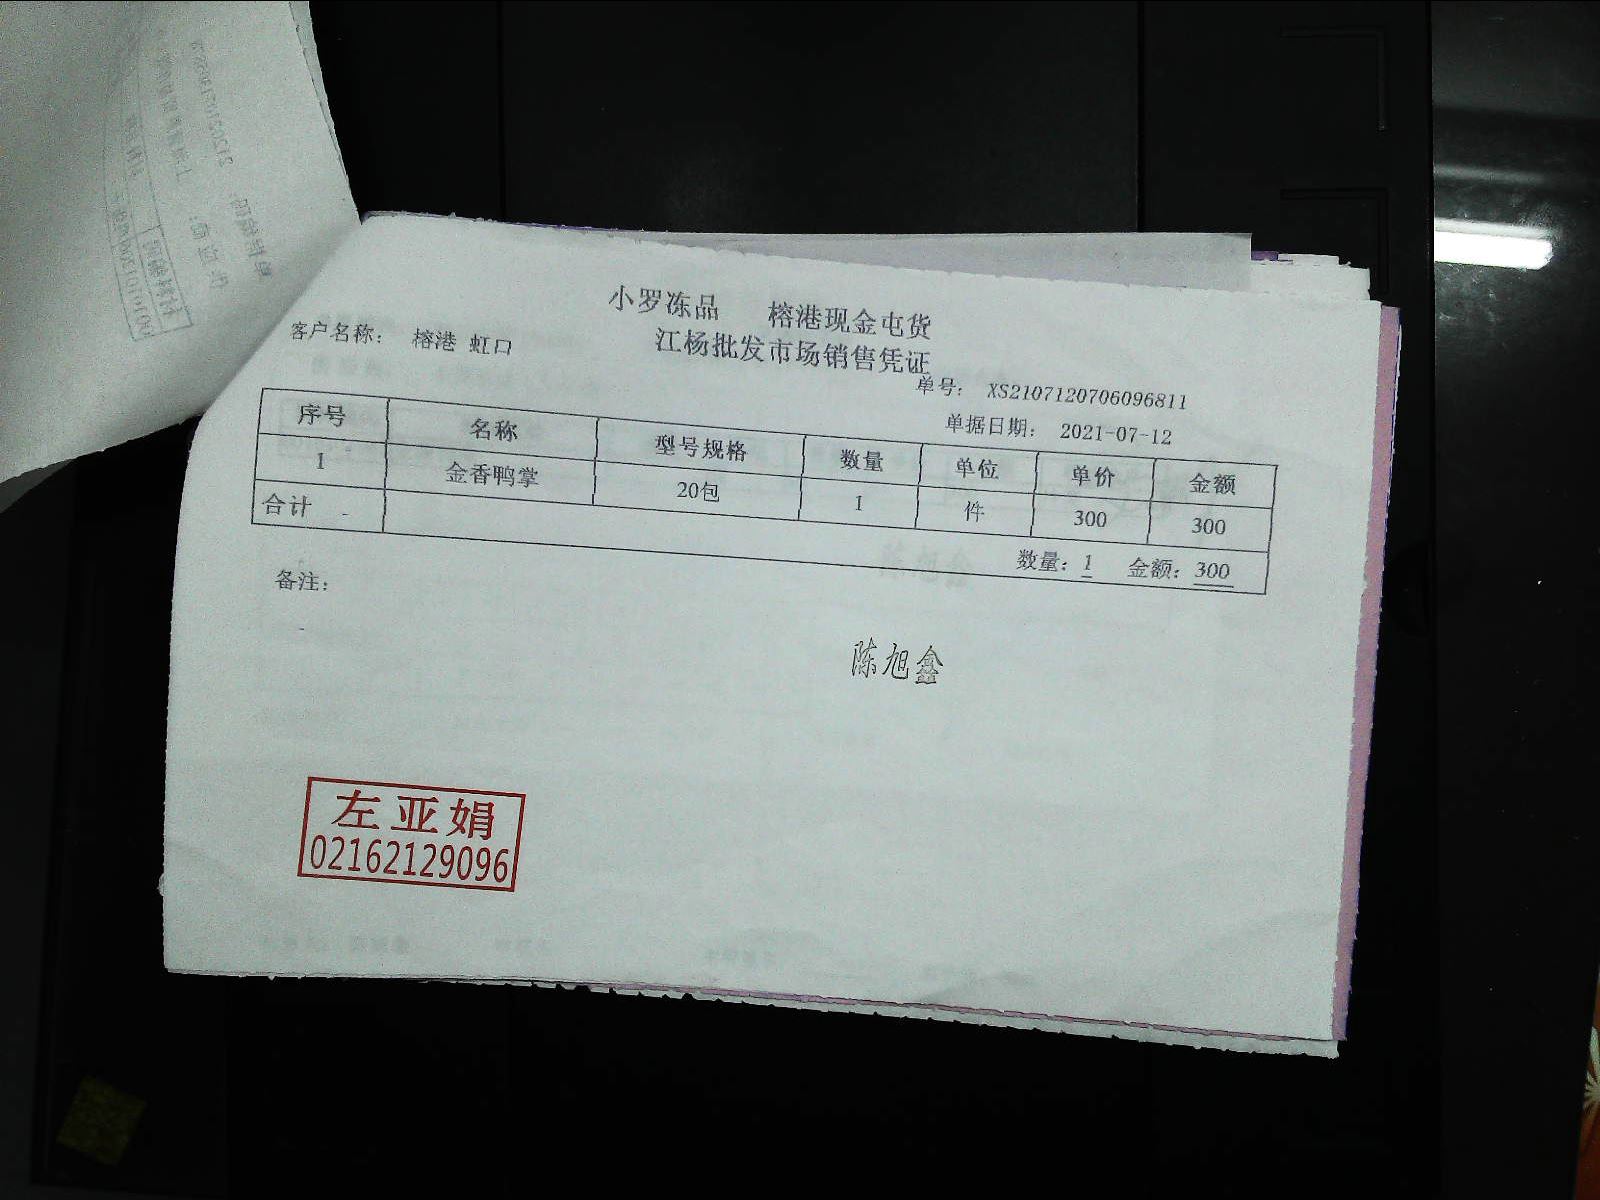 小罗冻品 榕港现金屯货
客户名称： 榕港 虹口 江杨批发市场销售凭证
单号： XS2107120706096811
单据日期： 2021-07-12
序号 名称 型号规格 数量 单位 单价 金额
1 金香鸭掌 20包 1 件 300 300
合计 数量：1 金额：300
备注：
陈旭鑫
左亚娟
02162129096